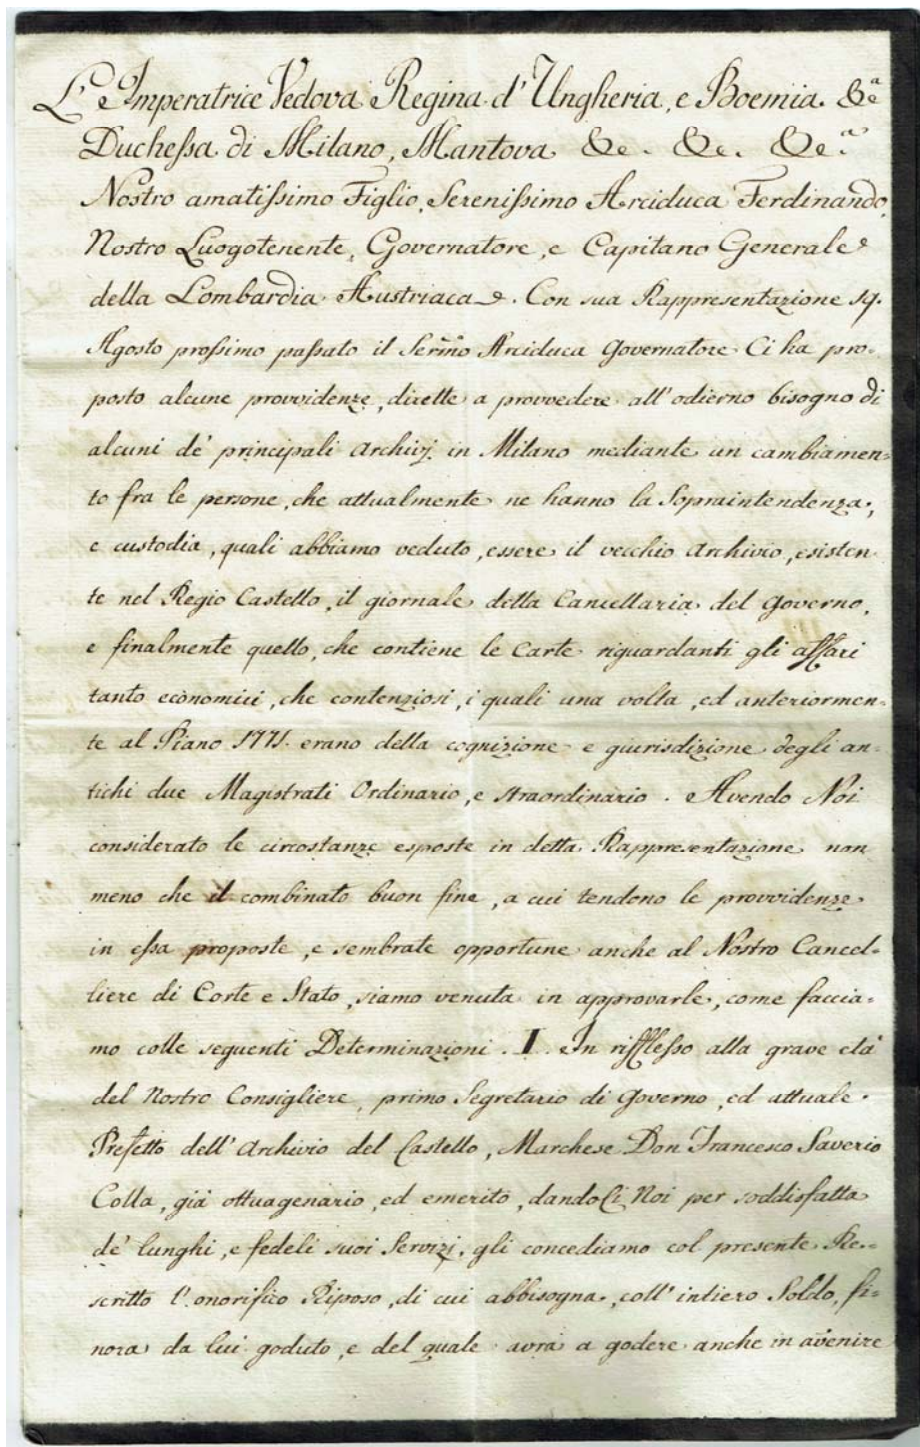 L'Imperatrice Vedova Regina d'Ungheria, e Boemia. &cª
Duchessa di Milano, Mantova &c. &c. &cª.
Nostro amatissimo Figlio, Serenissimo Arciduca Ferdinando,
Nostro Luogotenente, Governatore, e Capitano Generale
della Lombardia Austriaca. Con sua Rappresentazione 19.
Agosto prossimo passato il Sermo Arciduca Governatore Ci ha pro-
posto alcune provvidenze, dirette a provvedere all'odierno bisogno di
alcuni de' principali Archivj in Milano mediante un cambiamen-
to fra le persone, che attualmente ne hanno la Sopraintendenza,
e custodia, quali abbiamo veduto, essere il vecchio Archivio, esisten-
te nel Regio Castello, il giornale della Cancellaria del Governo,
e finalmente quello, che contiene le Carte riguardanti gli affari
tanto economici, che contenziosi, i quali una volta, ed anteriormen-
te al Piano 1771. erano della cognizione e giurisdizione degli an-
tichi due Magistrati Ordinario, e straordinario. Avendo Noi
considerato le circostanze esposte in detta Rappresentazione non
meno che il combinato buon fine, a cui tendono le provvidenze
in essa proposte, e sembrate opportune anche al Nostro Cancel-
liere di Corte e Stato, siamo venuta in approvarle, come faccia-
mo colle seguenti Determinazioni. I. In rifflesso alla grave età
del Nostro Consigliere, primo Segretario di Governo, ed attuale
Prefetto dell'Archivio del Castello, Marchese Don Francesco Saverio
Colla, già ottuagenario, ed emerito, dandoCi Noi per soddisfatta
de' lunghi, e fedeli suoi Servizj, gli concediamo col presente Re-
scritto l'onorifico Riposo, di cui abbisogna, coll'intiero Soldo, fi-
nora da lui goduto, e del quale avrà a godere anche in avenire